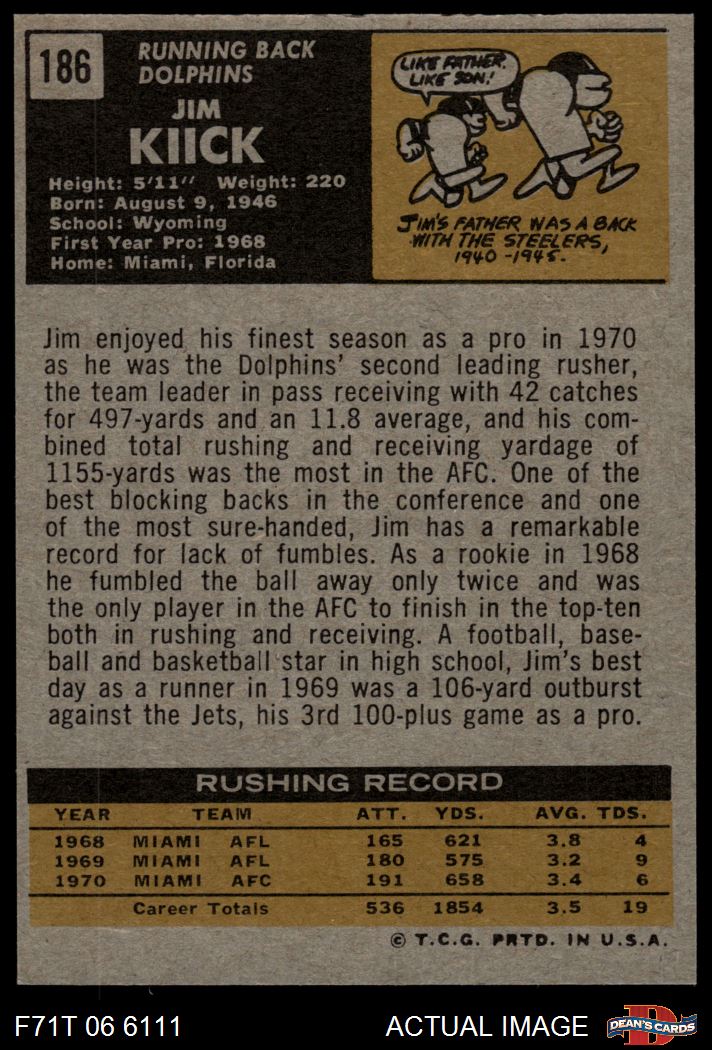 186
RUNNING BACK
DOLPHINS
JIM
KIICK
Height: 5'11" Weight: 220
Born: August 9, 1946
School: Wyoming
First Year Pro: 1968
Home: Miami, Florida
LIKE FATHER,
LIKE SON!
JIM'S FATHER WAS A BACK
WITH THE STEELERS,
1940-1945.
Jim enjoyed his finest season as a pro in 1970
as he was the Dolphins' second leading rusher,
the team leader in pass receiving with 42 catches
for 497-yards and an 11.8 average, and his com-
bined total rushing and receiving yardage of
1155-yards was the most in the AFC. One of the
best blocking backs in the conference and one
of the most sure-handed, Jim has a remarkable
record for lack of fumbles. As a rookie in 1968
he fumbled the ball away only twice and was
the only player in the AFC to finish in the top-ten
both in rushing and receiving. A football, base-
ball and basketball star in high school, Jim's best
day as a runner in 1969 was a 106-yard outburst
against the Jets, his 3rd 100-plus game as a pro.
RUSHING RECORD
YEAR TEAM ATT. YDS. AVG. TDS.
1968 MIAMI AFL 165 621 3.8 4
1969 MIAMI AFL 180 575 3.2 9
1970 MIAMI AFC 191 658 3.4 6
Career Totals 536 1854 3.5 19
© T.C.G. PRTD. IN U.S.A.
F71T 06 6111 ACTUAL IMAGE
D
DEAN'S CARDS